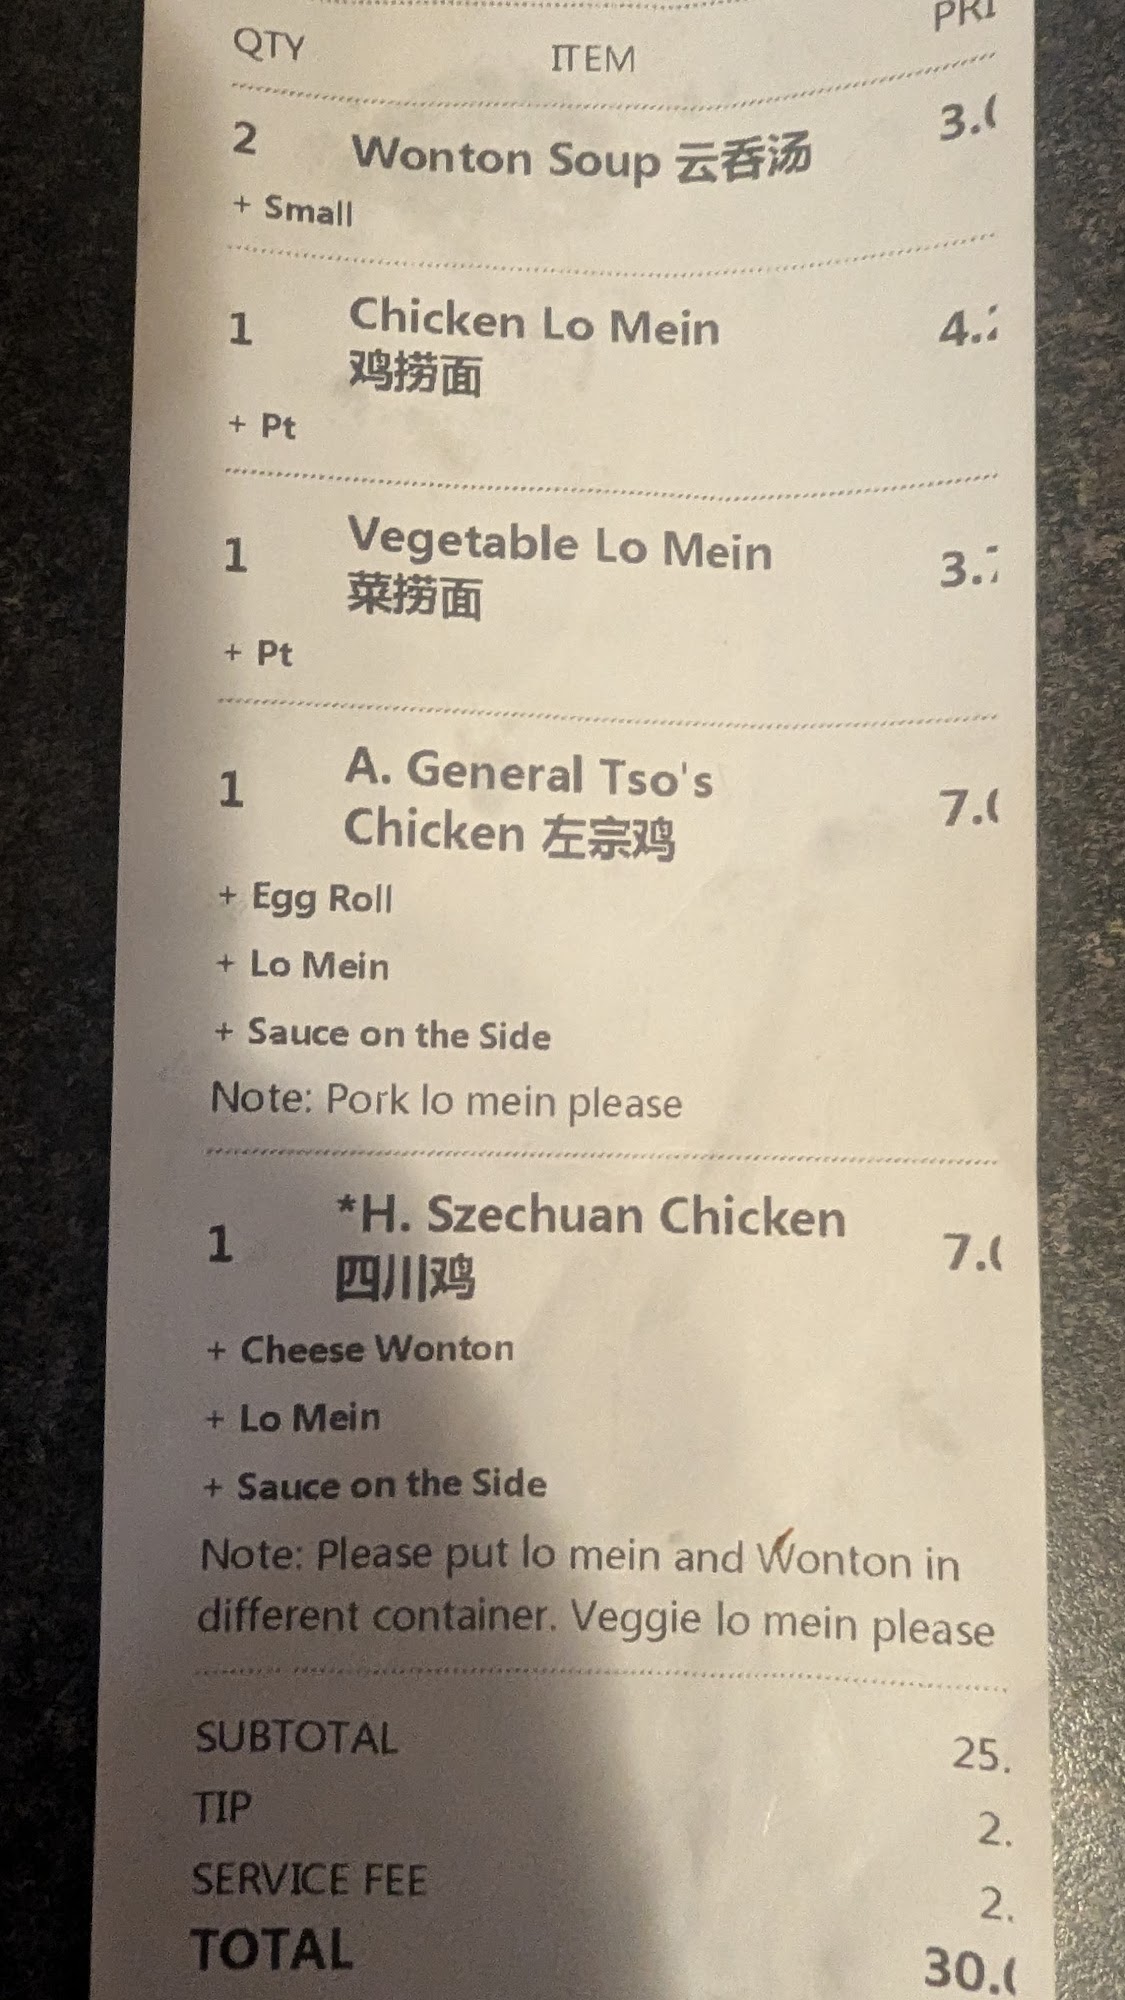 QTY ITEM
2 Wonton Soup 云吞汤
+ Small
1 Chicken Lo Mein
鸡捞面
+ Pt
1 Vegetable Lo Mein
菜捞面
+ Pt
1 A. General Tso's
Chicken 左宗鸡
+ Egg Roll
+ Lo Mein
+ Sauce on the Side
Note: Pork lo mein please
1 *H. Szechuan Chicken
四川鸡
+ Cheese Wonton
+ Lo Mein
+ Sauce on the Side
Note: Please put lo mein and Wonton in
different container. Veggie lo mein please
SUBTOTAL 25.
TIP 2.
SERVICE FEE 2.
TOTAL